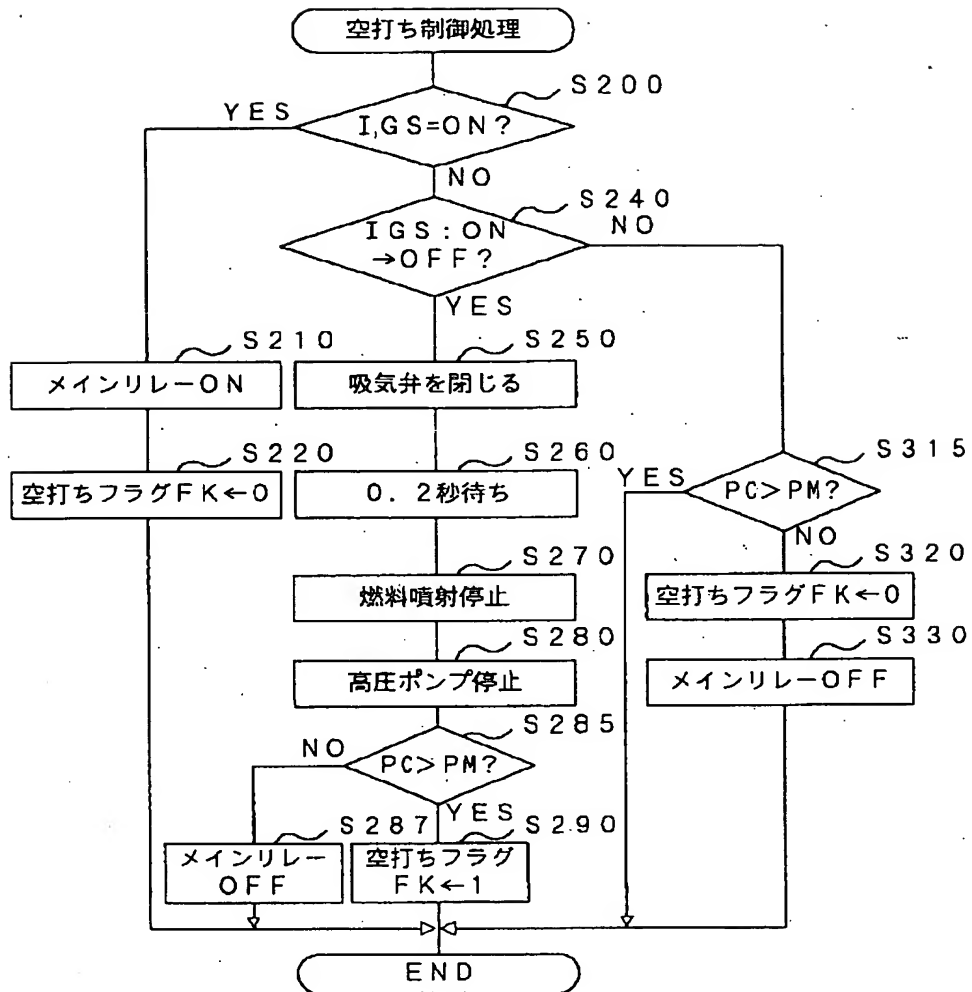 空打ち制御処理
S200
YES
I,GS=ON?
NO
S240
NO
IGS:ON
→OFF?
YES
S210
メインリレーON
S250
吸気弁を閉じる
S220
空打ちフラグFK←0
S260
0.2秒待ち
S315
YES
PC>PM?
NO
S270
燃料噴射停止
S320
空打ちフラグFK←0
S280
高圧ポンプ停止
S330
メインリレーOFF
S285
NO
PC>PM?
YES
S287
メインリレー
OFF
S290
空打ちフラグ
FK←1
END